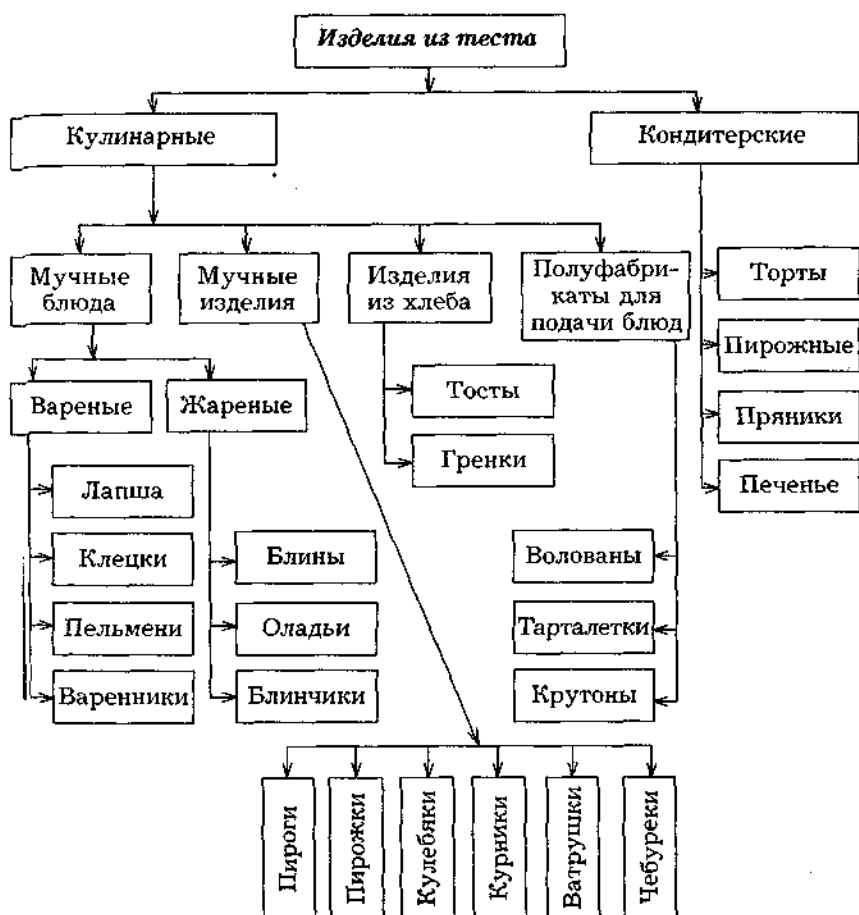 Изделия из теста
Кулинарные
Кондитерские
Мучные
блюда
Мучные
изделия
Изделия
из хлеба
Полуфабри-
каты для
подачи блюд
Торты
Пирожные
Пряники
Печенье
Вареные
Жареные
Тосты
Гренки
Лапша
Клецки
Пельмени
Варенники
Блины
Оладьи
Блинчики
Волованы
Тарталетки
Крутоны
Пироги
Пирожки
Кулебяки
Курники
Ватрушки
Чебуреки